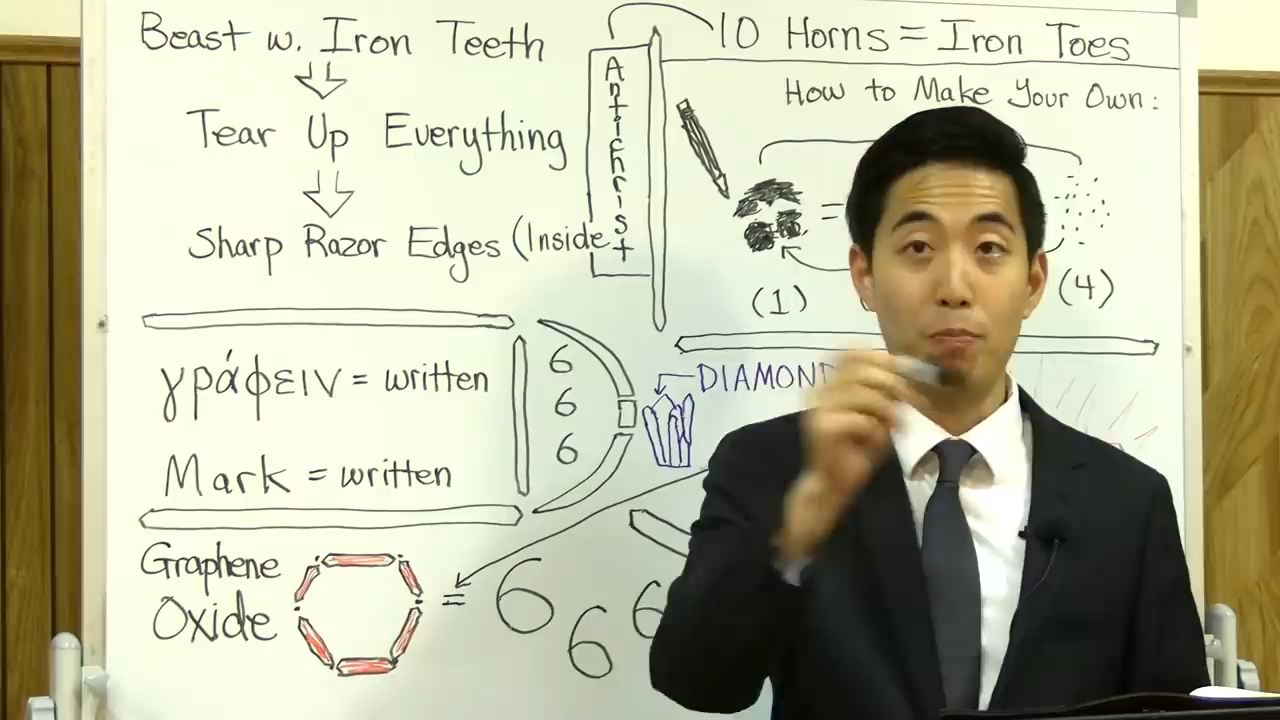 Beast w. Iron Teeth
Tear Up Everything
Sharp Razor Edges (Inside
Antichrist
10 Horns = Iron Toes
How to Make Your Own:
=
(1)
(4)
γράφειν = written
Mark = written
6
6
6
DIAMOND
Graphene
Oxide
= 6 6 6